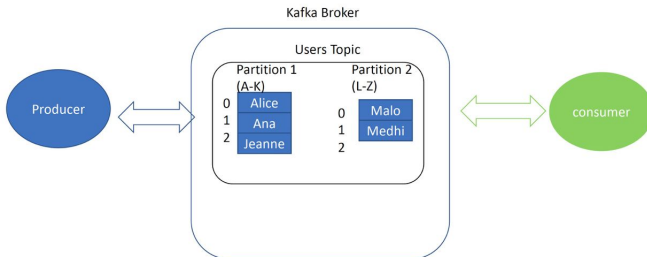 Kafka Broker
Users Topic
Partition 1
(A-K)
0 Alice
1 Ana
2 Jeanne
Partition 2
(L-Z)
0 Malo
1 Medhi
2
Producer
consumer